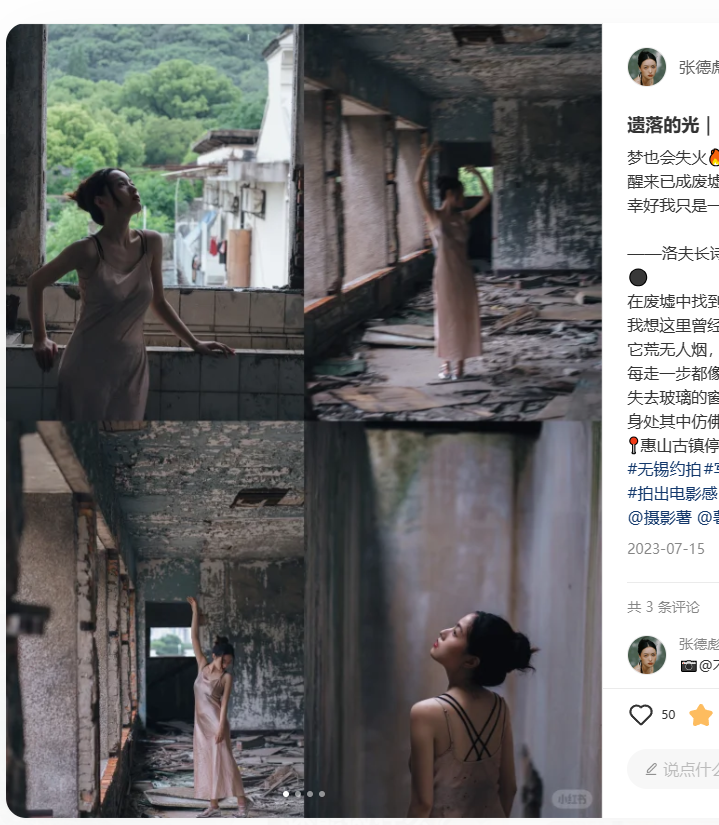 张德彪
遗落的光｜
梦也会失火🔥
醒来已成废墟
幸好我只是一
——洛夫长诗
在废墟中找到
我想这里曾经
它荒无人烟，
每走一步都像
失去玻璃的窗
身处其中仿佛
📍惠山古镇停
#无锡约拍 #写
#拍出电影感
@摄影薯 @
2023-07-15
共 3 条评论
张德彪
📷@
50
说点什么
小红书